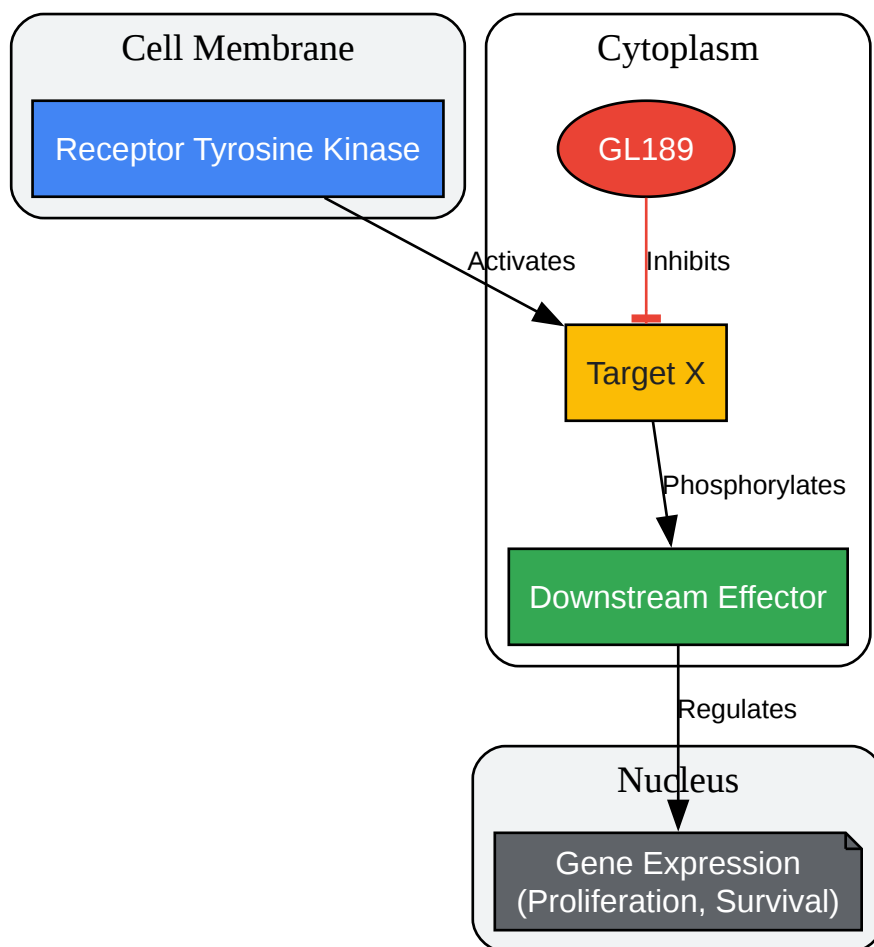 Cell Membrane
Receptor Tyrosine Kinase
Cytoplasm
GL189
Activates
Inhibits
Target X
Phosphorylates
Downstream Effector
Regulates
Nucleus
Gene Expression
(Proliferation, Survival)